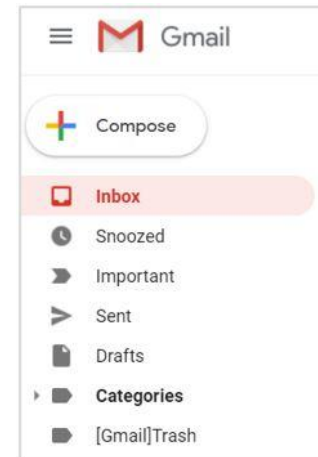 Gmail
Compose
Inbox
Snoozed
Important
Sent
Drafts
Categories
[Gmail]Trash